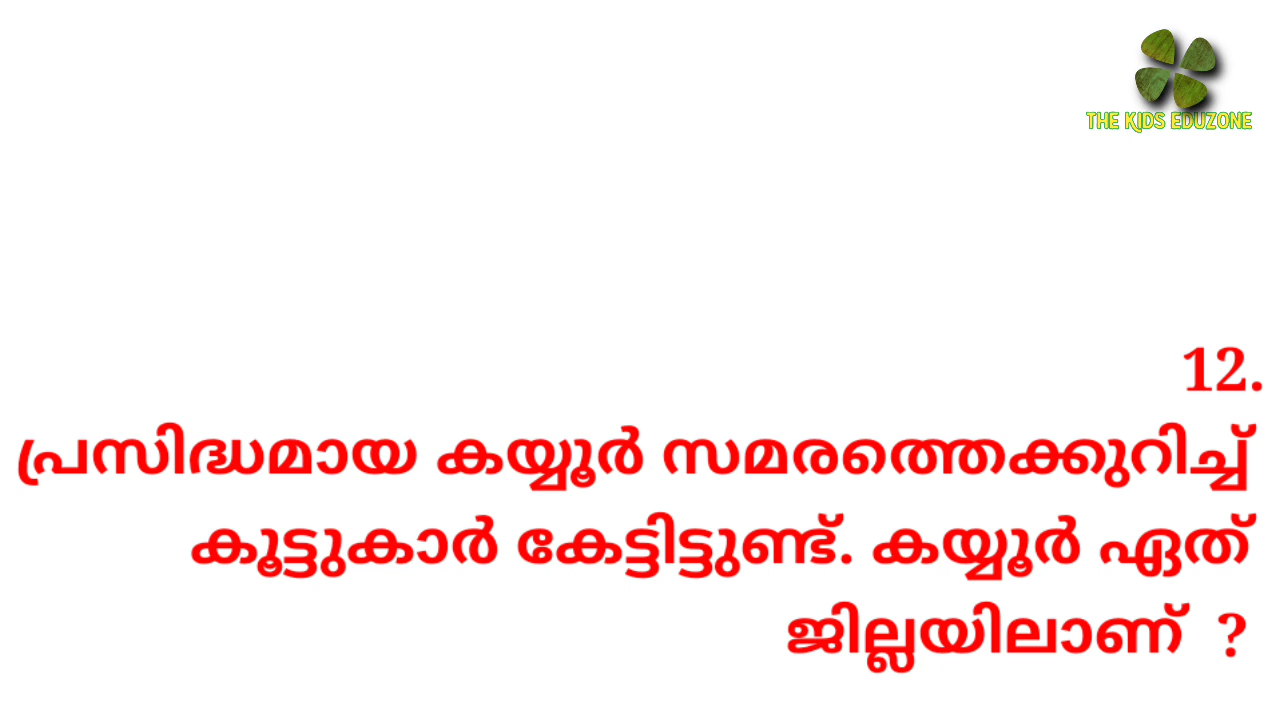 THE KIDS EDUZONE
12.
പ്രസിദ്ധമായ കയ്യൂർ സമരത്തെക്കുറിച്ച്
കൂട്ടുകാർ കേട്ടിട്ടുണ്ട്. കയ്യൂർ ഏത്
ജില്ലയിലാണ് ?